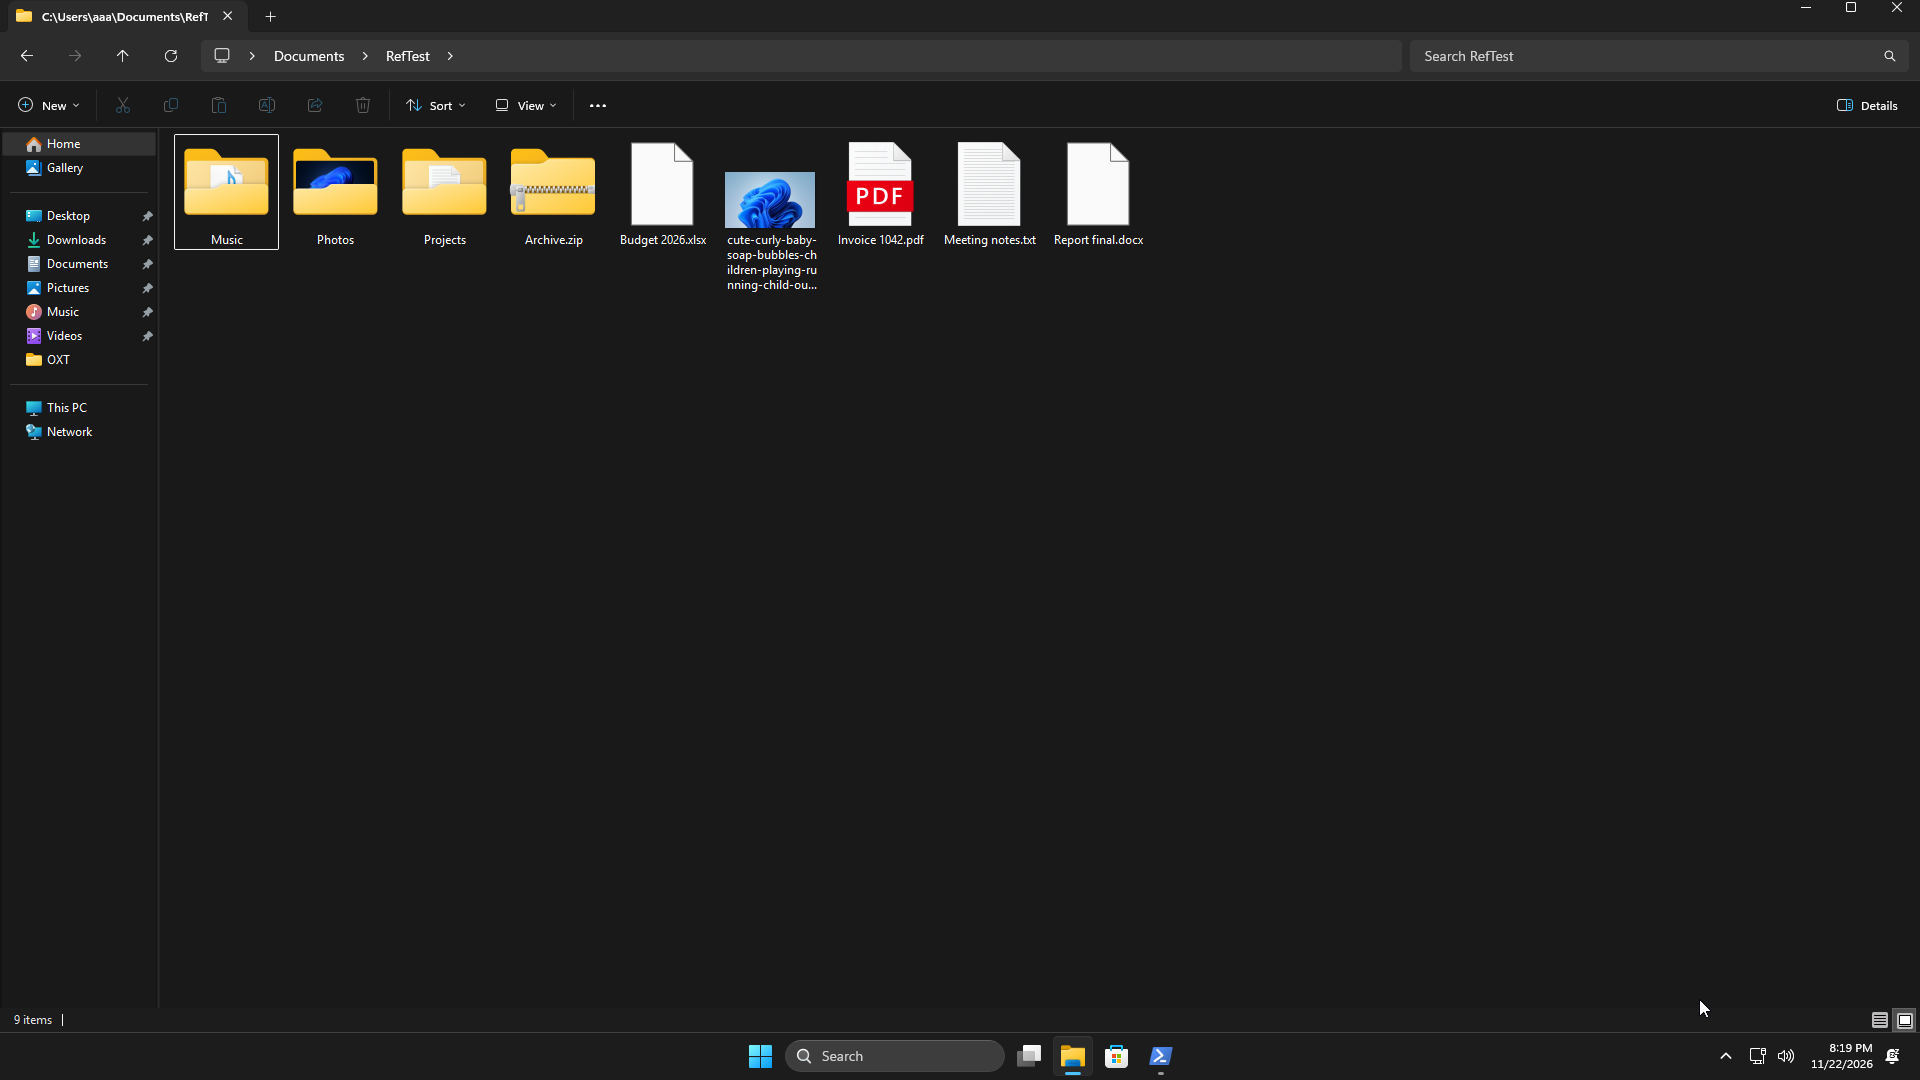 C:\Users\aaa\Documents\RefT
Documents
RefTest
Search RefTest
New
Sort
View
Details
Home
Gallery
Desktop
Downloads
Documents
Pictures
Music
Videos
OXT
This PC
Network
Music
Photos
Projects
Archive.zip
Budget 2026.xlsx
cute-curly-baby-
soap-bubbles-ch
ildren-playing-ru
nning-child-ou...
PDF
Invoice 1042.pdf
Meeting notes.txt
Report final.docx
9 items
Search
8:19 PM
11/22/2026